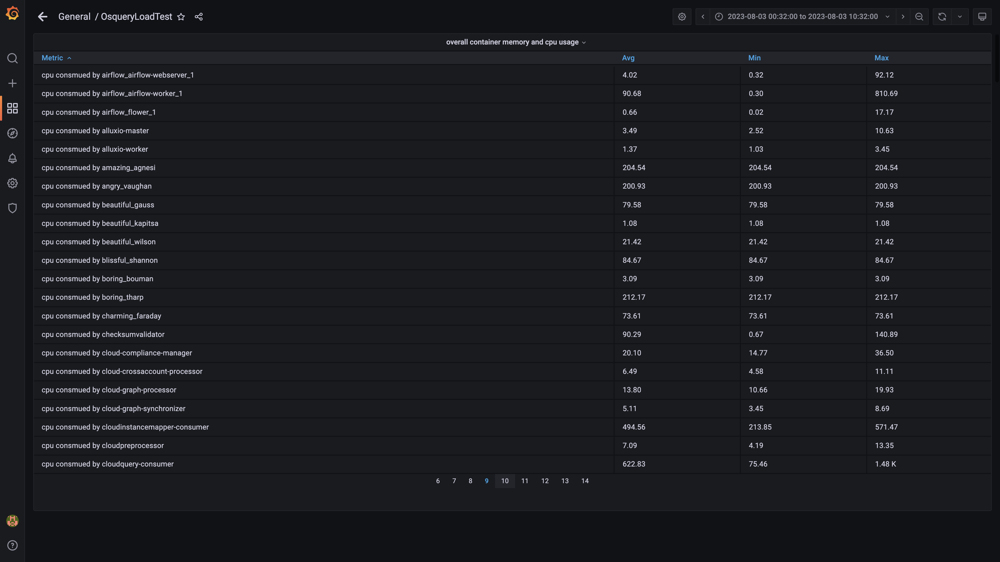 General / OsqueryLoadTest
2023-08-03 00:32:00 to 2023-08-03 10:32:00
overall container memory and cpu usage
Metric Avg Min Max
cpu consmued by airflow_airflow-webserver_1 4.02 0.32 92.12
cpu consmued by airflow_airflow-worker_1 90.68 0.30 810.69
cpu consmued by airflow_flower_1 0.66 0.02 17.17
cpu consmued by alluxio-master 3.49 2.52 10.63
cpu consmued by alluxio-worker 1.37 1.03 3.45
cpu consmued by amazing_agnesi 204.54 204.54 204.54
cpu consmued by angry_vaughan 200.93 200.93 200.93
cpu consmued by beautiful_gauss 79.58 79.58 79.58
cpu consmued by beautiful_kapitsa 1.08 1.08 1.08
cpu consmued by beautiful_wilson 21.42 21.42 21.42
cpu consmued by blissful_shannon 84.67 84.67 84.67
cpu consmued by boring_bouman 3.09 3.09 3.09
cpu consmued by boring_tharp 212.17 212.17 212.17
cpu consmued by charming_faraday 73.61 73.61 73.61
cpu consmued by checksumvalidator 90.29 0.67 140.89
cpu consmued by cloud-compliance-manager 20.10 14.77 36.50
cpu consmued by cloud-crossaccount-processor 6.49 4.58 11.11
cpu consmued by cloud-graph-processor 13.80 10.66 19.93
cpu consmued by cloud-graph-synchronizer 5.11 3.45 8.69
cpu consmued by cloudinstancemapper-consumer 494.56 213.85 571.47
cpu consmued by cloudpreprocessor 7.09 4.19 13.35
cpu consmued by cloudquery-consumer 622.83 75.46 1.48 K
6 7 8 9 10 11 12 13 14